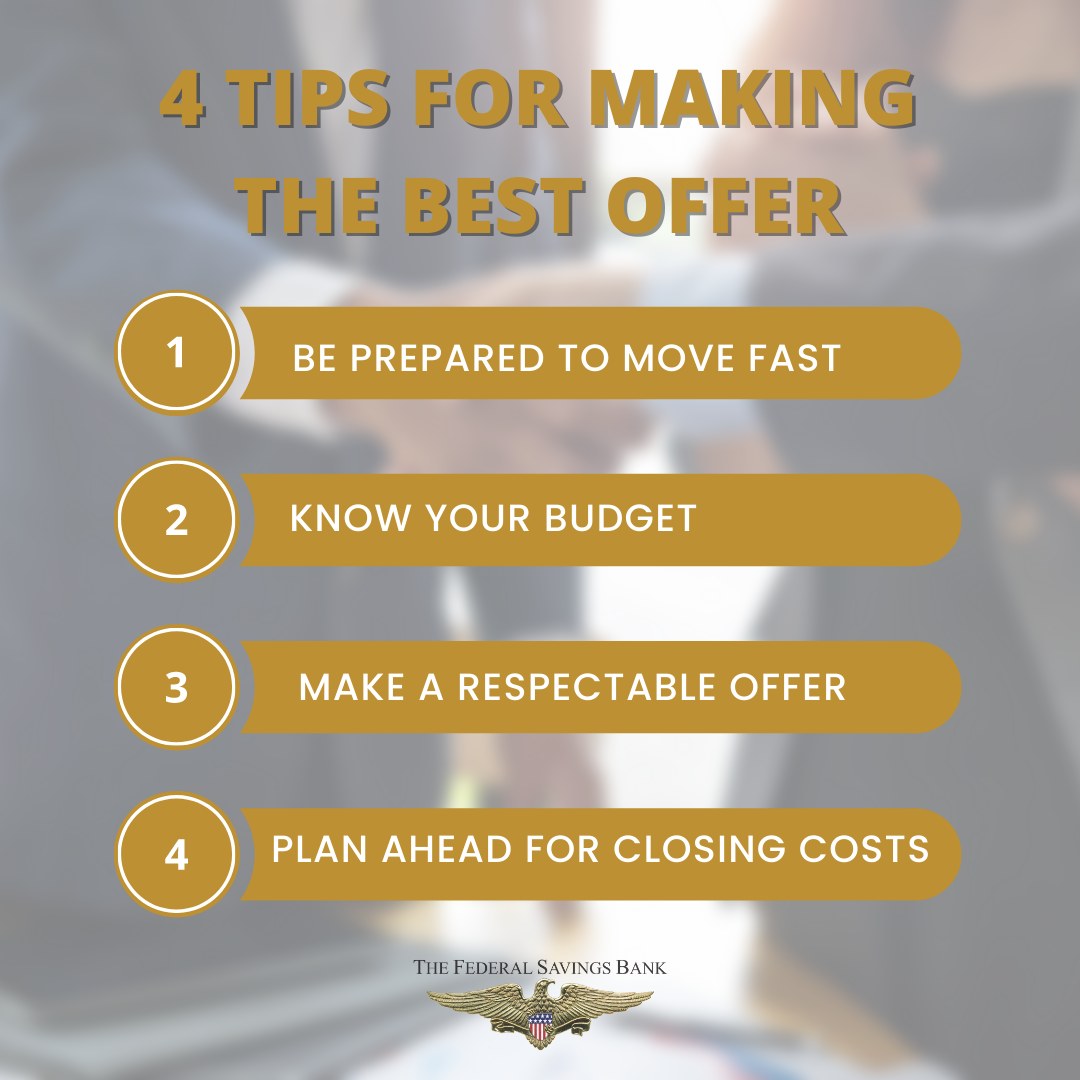 4 TIPS FOR MAKING
THE BEST OFFER
1 BE PREPARED TO MOVE FAST
2 KNOW YOUR BUDGET
3 MAKE A RESPECTABLE OFFER
4 PLAN AHEAD FOR CLOSING COSTS
THE FEDERAL SAVINGS BANK